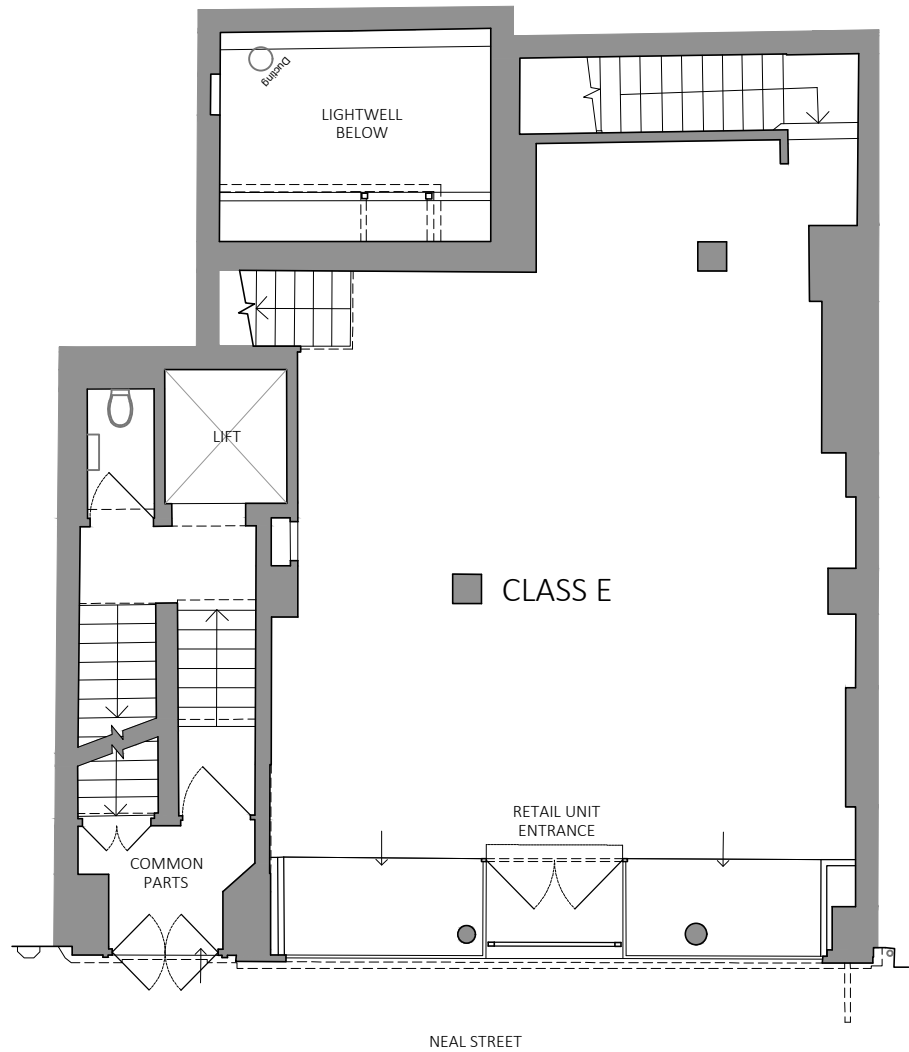 Ducting
LIGHTWELL
BELOW
LIFT
CLASS E
RETAIL UNIT
ENTRANCE
COMMON
PARTS
NEAL STREET